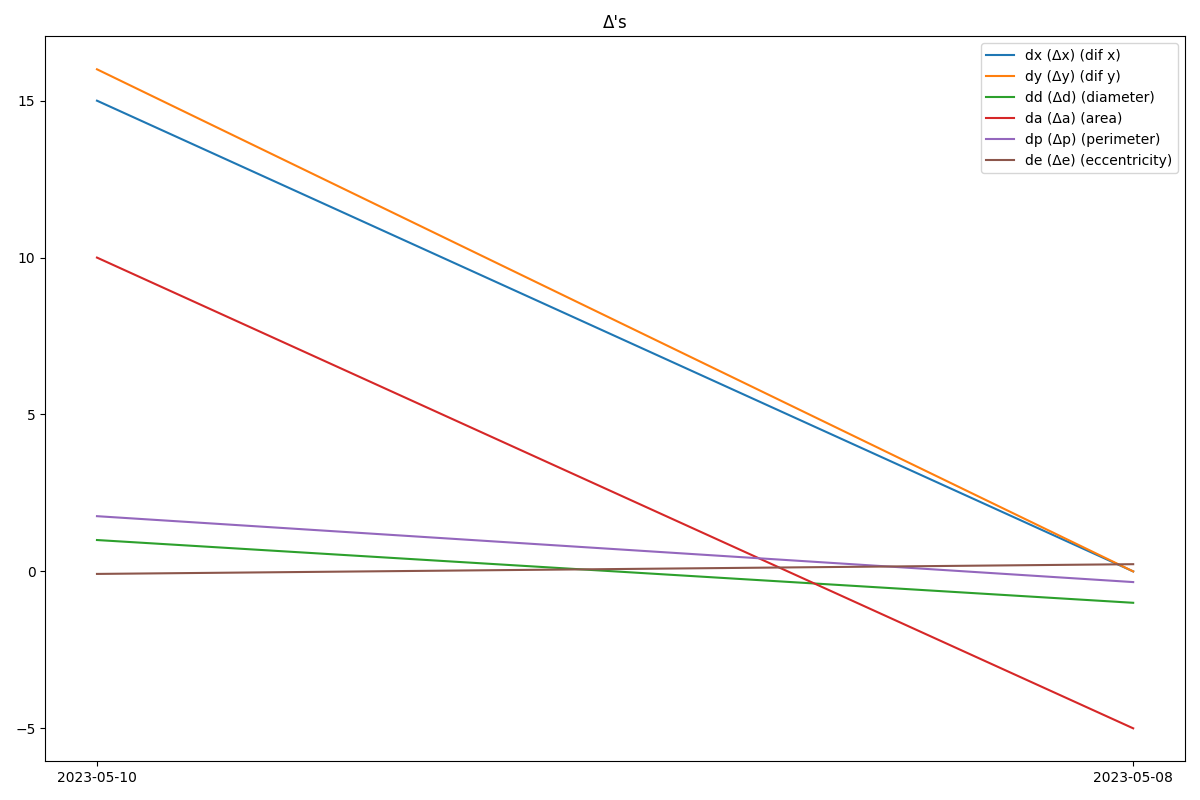 Δ's
dx (Δx) (dif x)
dy (Δy) (dif y)
dd (Δd) (diameter)
da (Δa) (area)
dp (Δp) (perimeter)
de (Δe) (eccentricity)
15
10
5
0
−5
2023-05-10
2023-05-08